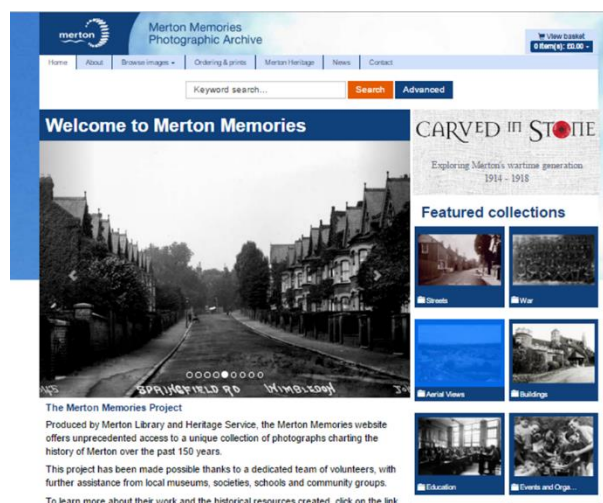 merton
Merton Memories
Photographic Archive
View basket
0 item(s): £0.00
Home About Browse images Ordering & prints Merton Heritage News Contact
Keyword search... Search Advanced
Welcome to Merton Memories
CARVED IN STONE
Exploring Merton's wartime generation
1914 - 1918
Featured collections
Streets War
Aerial Views Buildings
Education Events and Orga...
SPRINGFIELD RD WIMBLEDON
The Merton Memories Project
Produced by Merton Library and Heritage Service, the Merton Memories website
offers unprecedented access to a unique collection of photographs charting the
history of Merton over the past 150 years.
This project has been made possible thanks to a dedicated team of volunteers, with
further assistance from local museums, societies, schools and community groups.
To learn more about their work and the historical resources created, click on the link